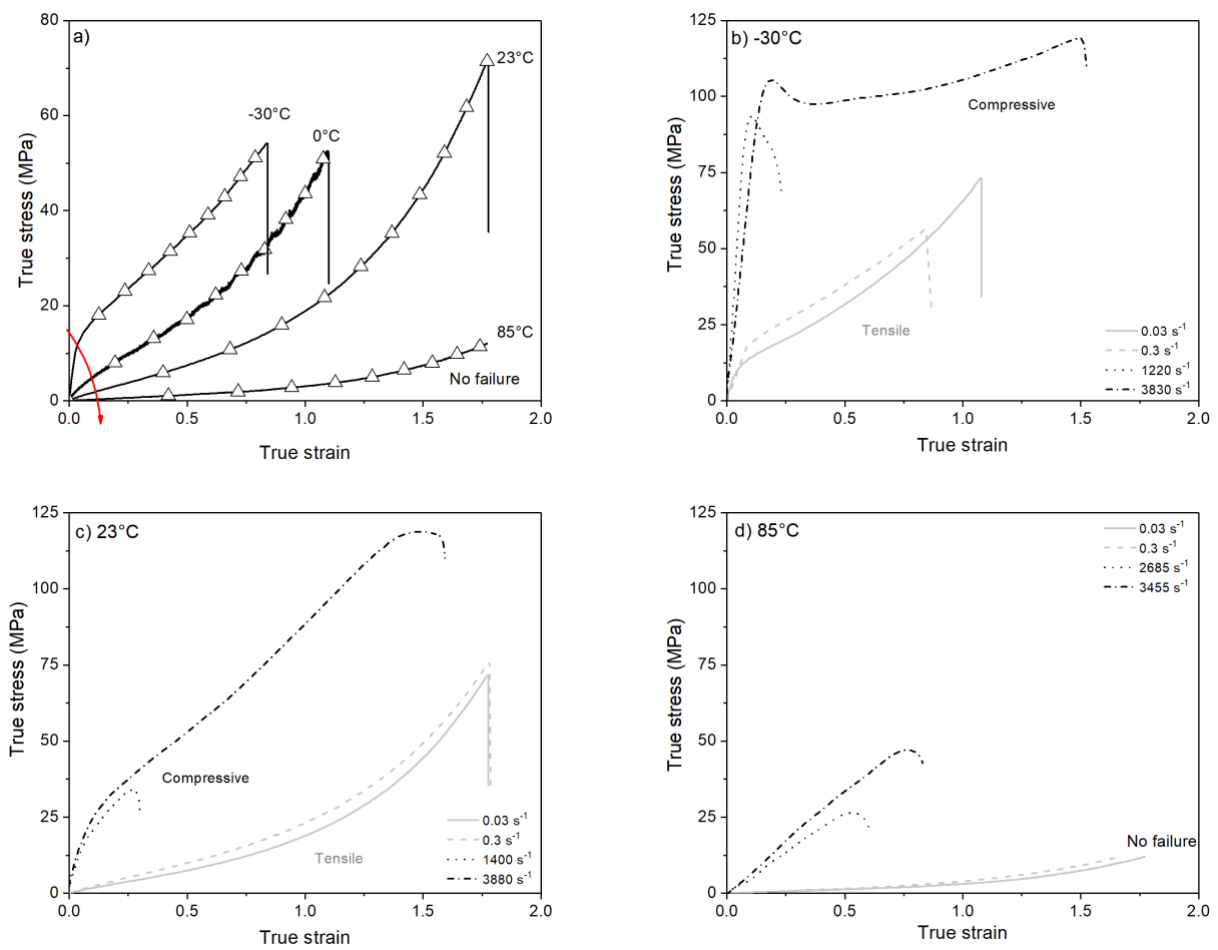 a)
80
60
40
20
0
True stress (MPa)
-30°C
0°C
23°C
85°C
No failure
0.0 0.5 1.0 1.5 2.0
True strain
b) -30°C
125
100
75
50
25
0
True stress (MPa)
Compressive
Tensile
0.03 s⁻¹
0.3 s⁻¹
1220 s⁻¹
3830 s⁻¹
0.0 0.5 1.0 1.5 2.0
True strain
c) 23°C
125
100
75
50
25
0
True stress (MPa)
Compressive
Tensile
0.03 s⁻¹
0.3 s⁻¹
1400 s⁻¹
3880 s⁻¹
0.0 0.5 1.0 1.5 2.0
True strain
d) 85°C
125
100
75
50
25
0
True stress (MPa)
0.03 s⁻¹
0.3 s⁻¹
2685 s⁻¹
3455 s⁻¹
No failure
0.0 0.5 1.0 1.5 2.0
True strain